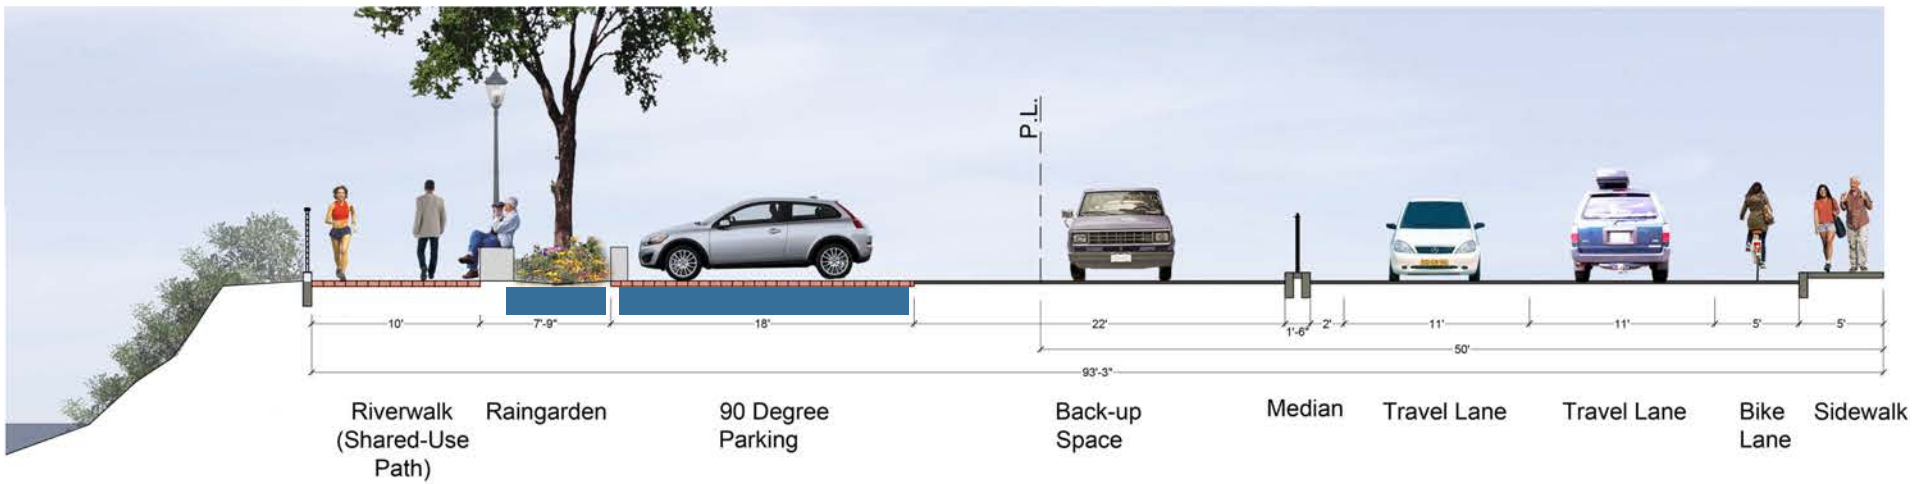 P.L.
10'
7'-9"
18'
22'
1'-6"
2'
11'
11'
5'
5'
50'
93'-3"
Riverwalk
(Shared-Use
Path)
Raingarden
90 Degree
Parking
Back-up
Space
Median
Travel Lane
Travel Lane
Bike
Lane
Sidewalk